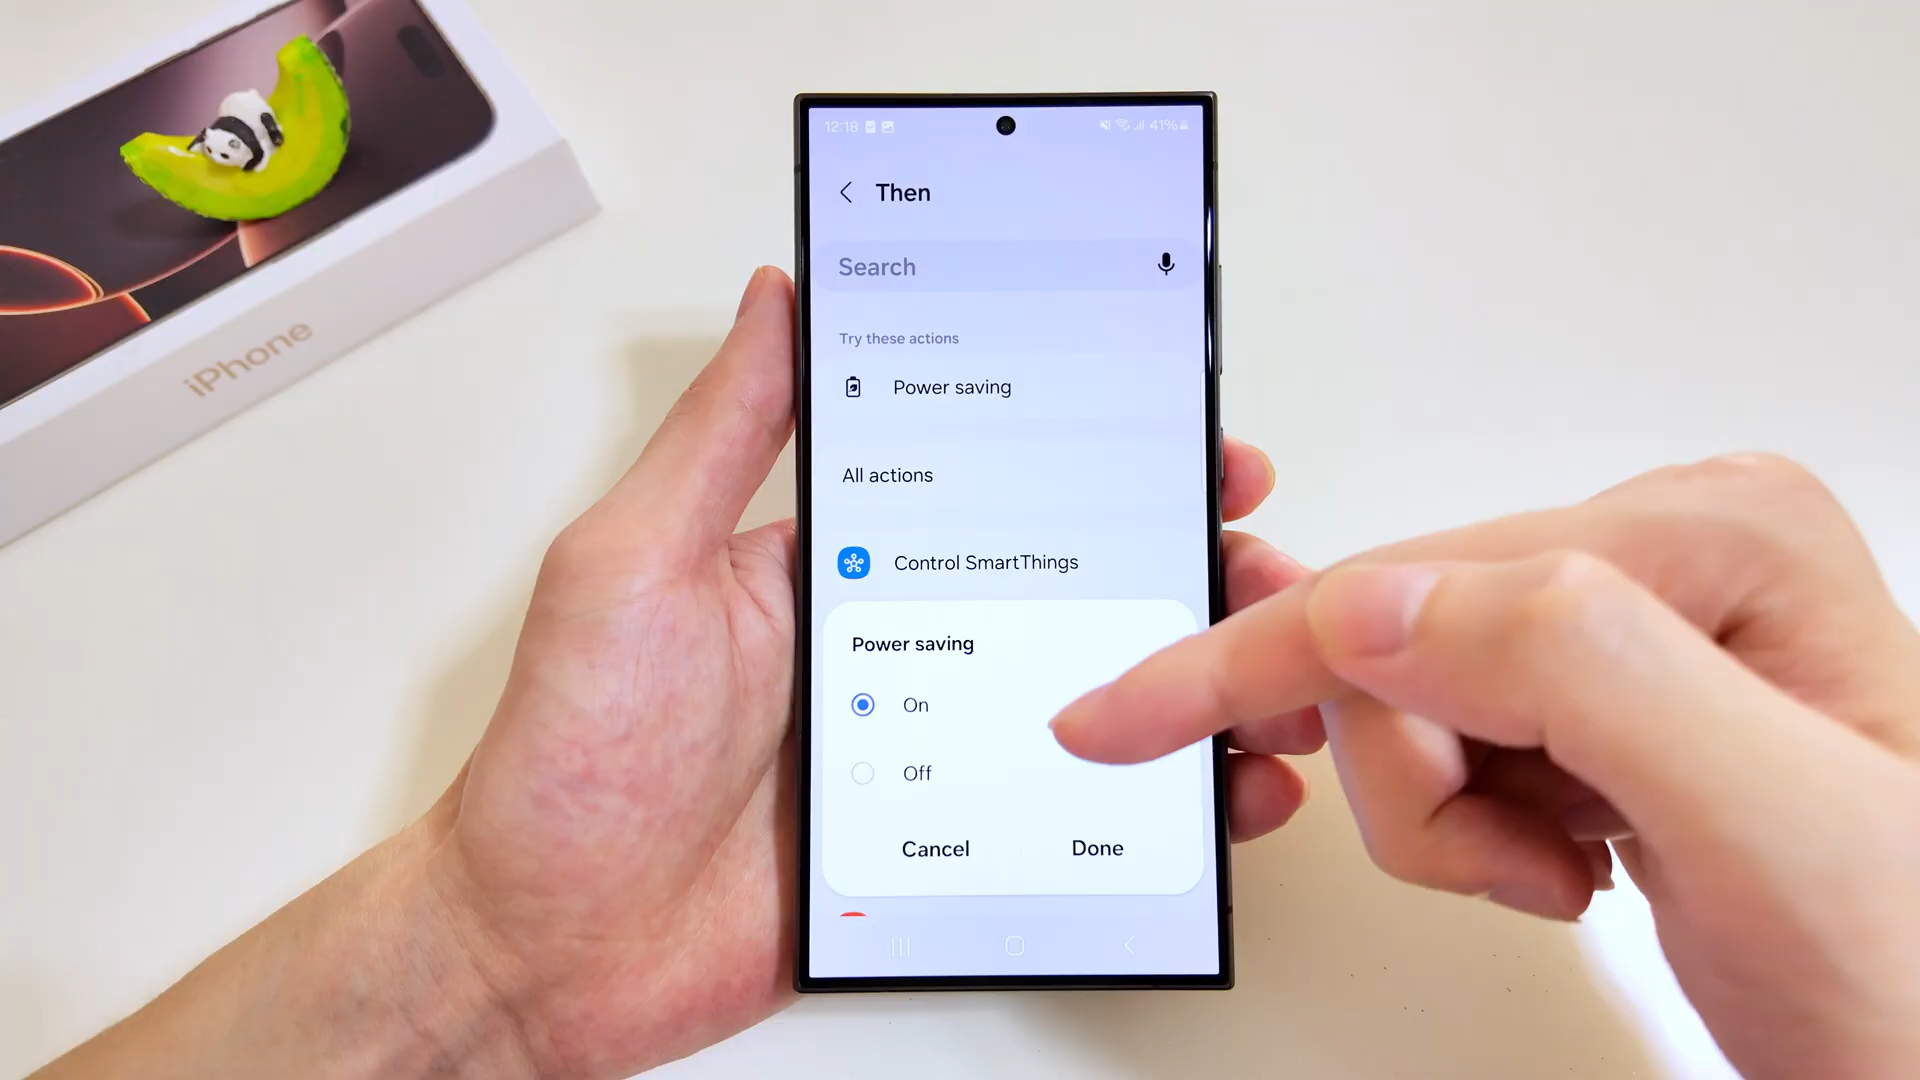 iPhone
12:18
41%
Then
Search
Try these actions
Power saving
All actions
Control SmartThings
Power saving
On
Off
Cancel
Done